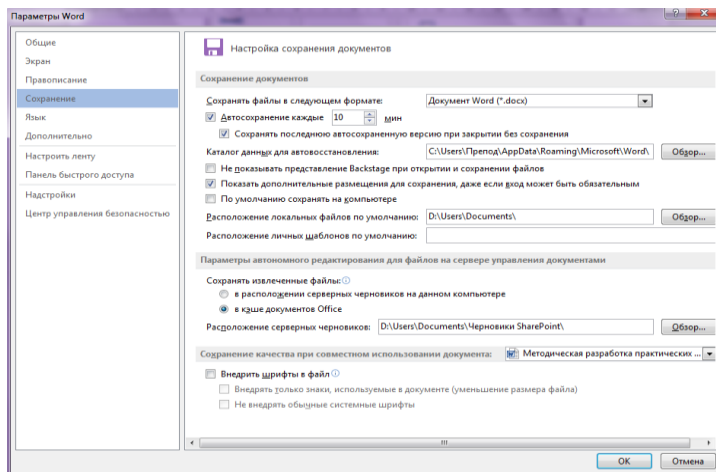 Параметры Word
Общие
Экран
Правописание
Сохранение
Язык
Дополнительно
Настроить ленту
Панель быстрого доступа
Надстройки
Центр управления безопасностью
Настройка сохранения документов
Сохранение документов
Сохранять файлы в следующем формате: Документ Word (*.docx)
Автосохранение каждые 10 мин
Сохранять последнюю автосохраненную версию при закрытии без сохранения
Каталог данных для автовосстановления: C:\Users\Препод\AppData\Roaming\Microsoft\Word\ Обзор...
Не показывать представление Backstage при открытии и сохранении файлов
Показать дополнительные размещения для сохранения, даже если вход может быть обязательным
По умолчанию сохранять на компьютере
Расположение локальных файлов по умолчанию: D:\Users\Documents\ Обзор...
Расположение личных шаблонов по умолчанию:
Параметры автономного редактирования для файлов на сервере управления документами
Сохранять извлеченные файлы:
в расположении серверных черновиков на данном компьютере
в кэше документов Office
Расположение серверных черновиков: D:\Users\Documents\Черновики SharePoint\ Обзор...
Сохранение качества при совместном использовании документа: Методическая разработка практических ...
Внедрить шрифты в файл
Внедрять только знаки, используемые в документе (уменьшение размера файла)
Не внедрять обычные системные шрифты
ОК Отмена